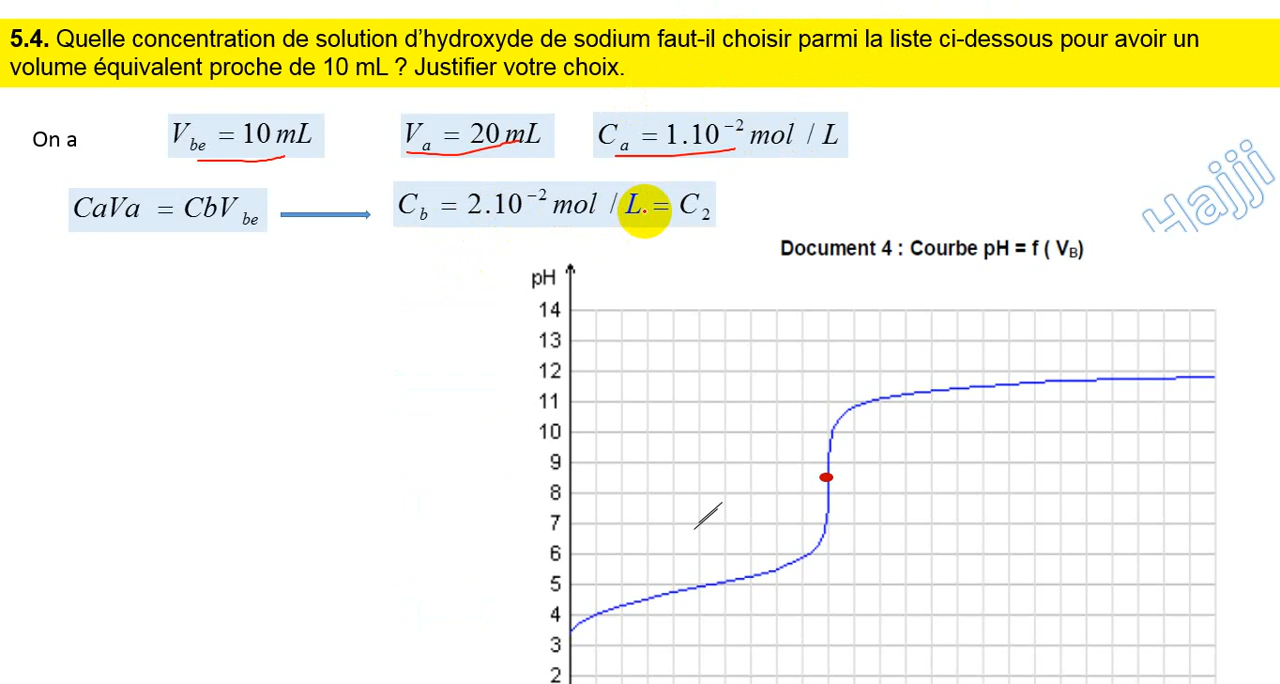 5.4. Quelle concentration de solution d'hydroxyde de sodium faut-il choisir parmi la liste ci-dessous pour avoir un
volume équivalent proche de 10 mL ? Justifier votre choix.
On a V_be = 10 mL V_a = 20 mL C_a = 1.10⁻² mol / L
CaVa = CbV_be C_b = 2.10⁻² mol / L. = C_2
Hajji
Document 4 : Courbe pH = f ( V_B)
pH
14
13
12
11
10
9
8
7
6
5
4
3
2